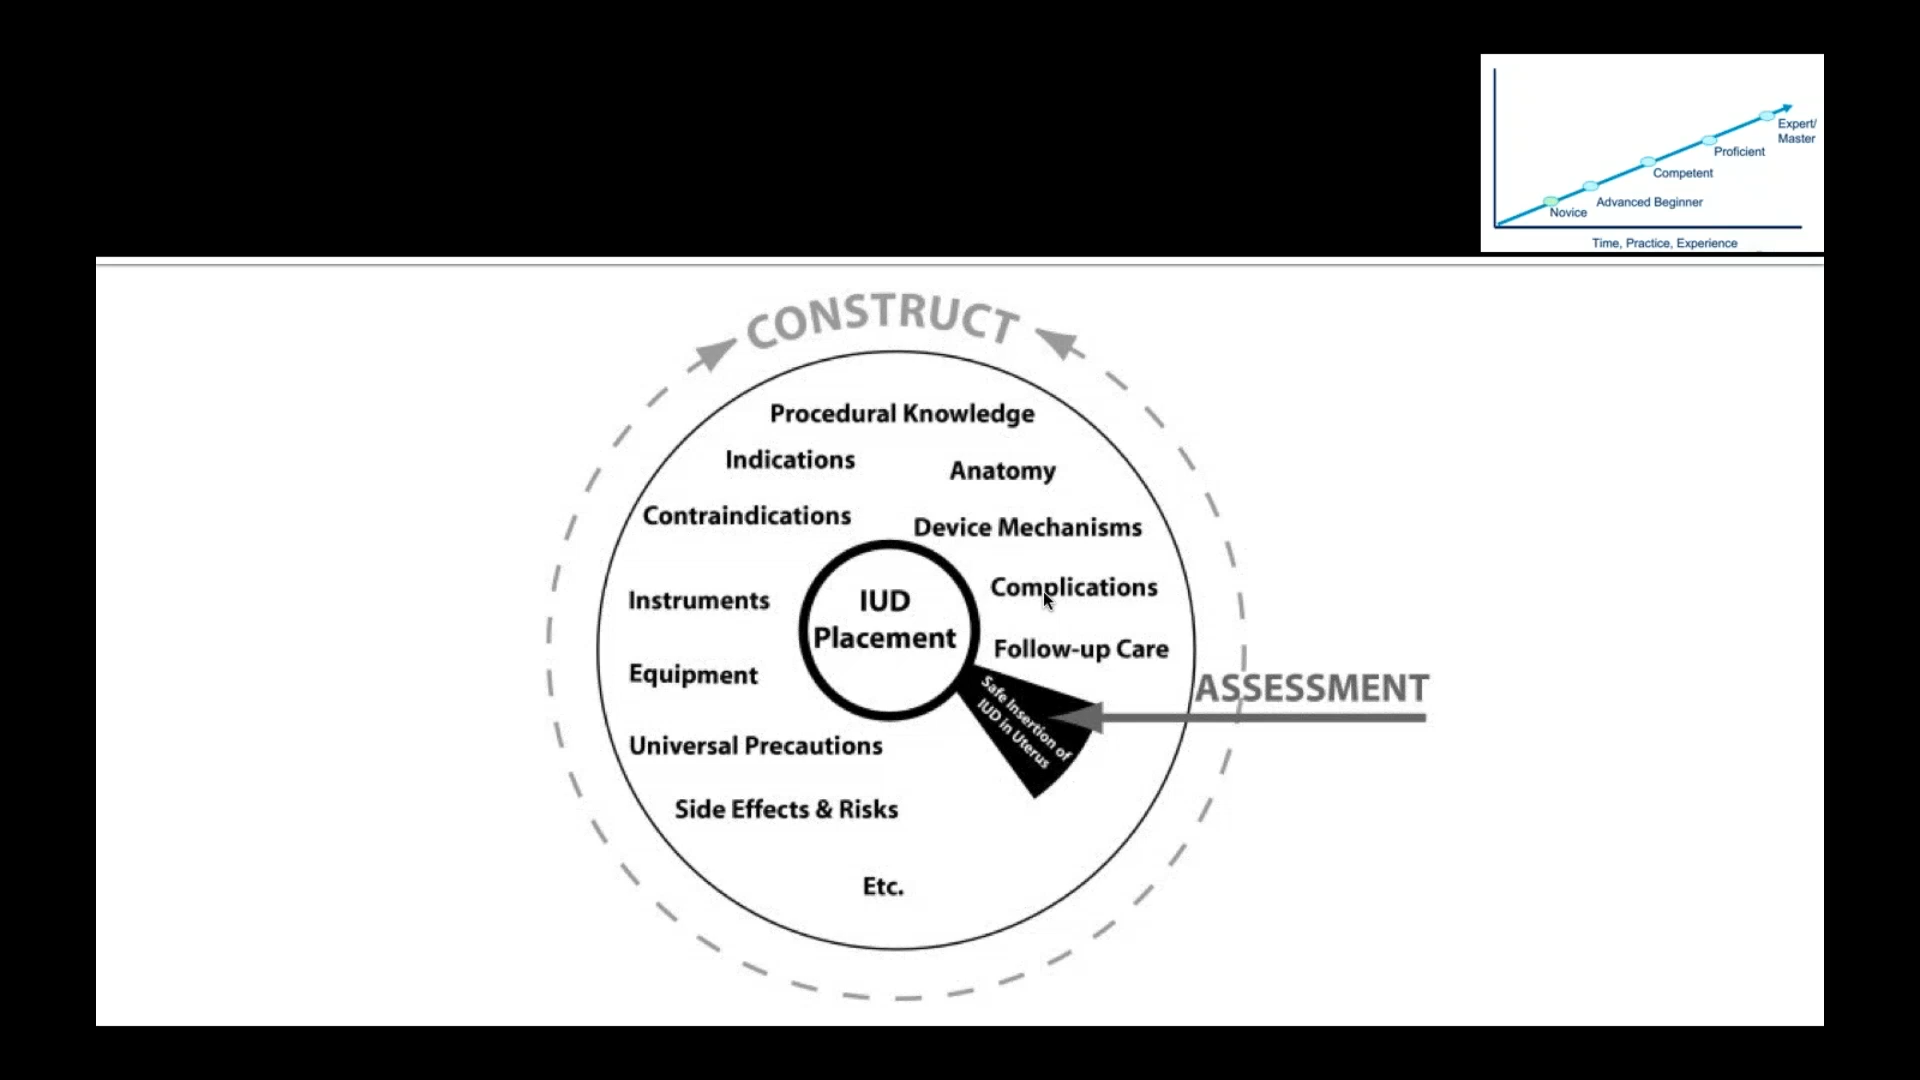 Expert/
Master
Proficient
Competent
Advanced Beginner
Novice
Time, Practice, Experience
CONSTRUCT
Procedural Knowledge
Indications
Anatomy
Contraindications
Device Mechanisms
Complications
IUD
Placement
Instruments
Follow-up Care
Equipment
ASSESSMENT
Safe Insertion of
IUD in Uterus
Universal Precautions
Side Effects & Risks
Etc.